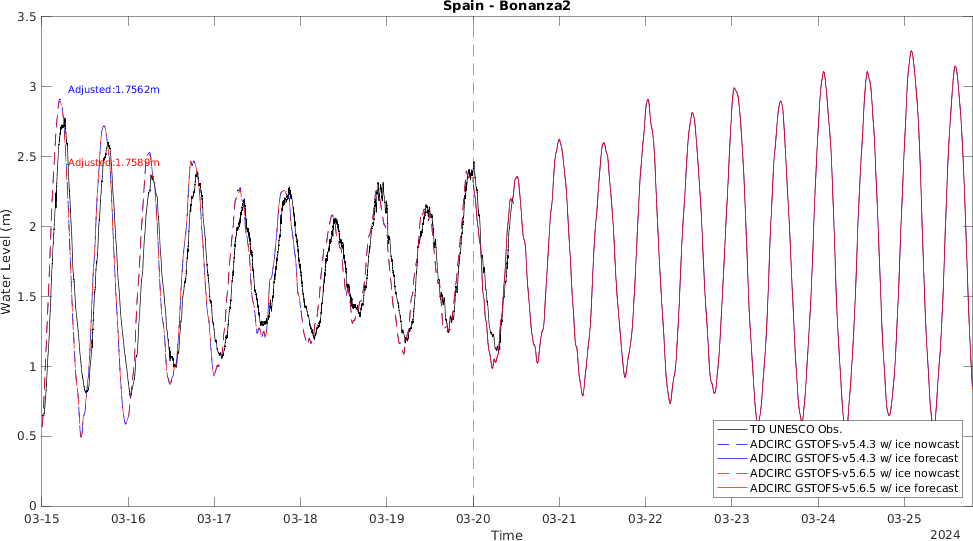 Spain - Bonanza2
3.5
3
2.5
2
1.5
1
0.5
0
Water Level (m)
Adjusted:1.7562m
Adjusted:1.7589m
TD UNESCO Obs.
ADCIRC GSTOFS-v5.4.3 w/ ice nowcast
ADCIRC GSTOFS-v5.4.3 w/ ice forecast
ADCIRC GSTOFS-v5.6.5 w/ ice nowcast
ADCIRC GSTOFS-v5.6.5 w/ ice forecast
03-15 03-16 03-17 03-18 03-19 03-20 03-21 03-22 03-23 03-24 03-25
Time
2024